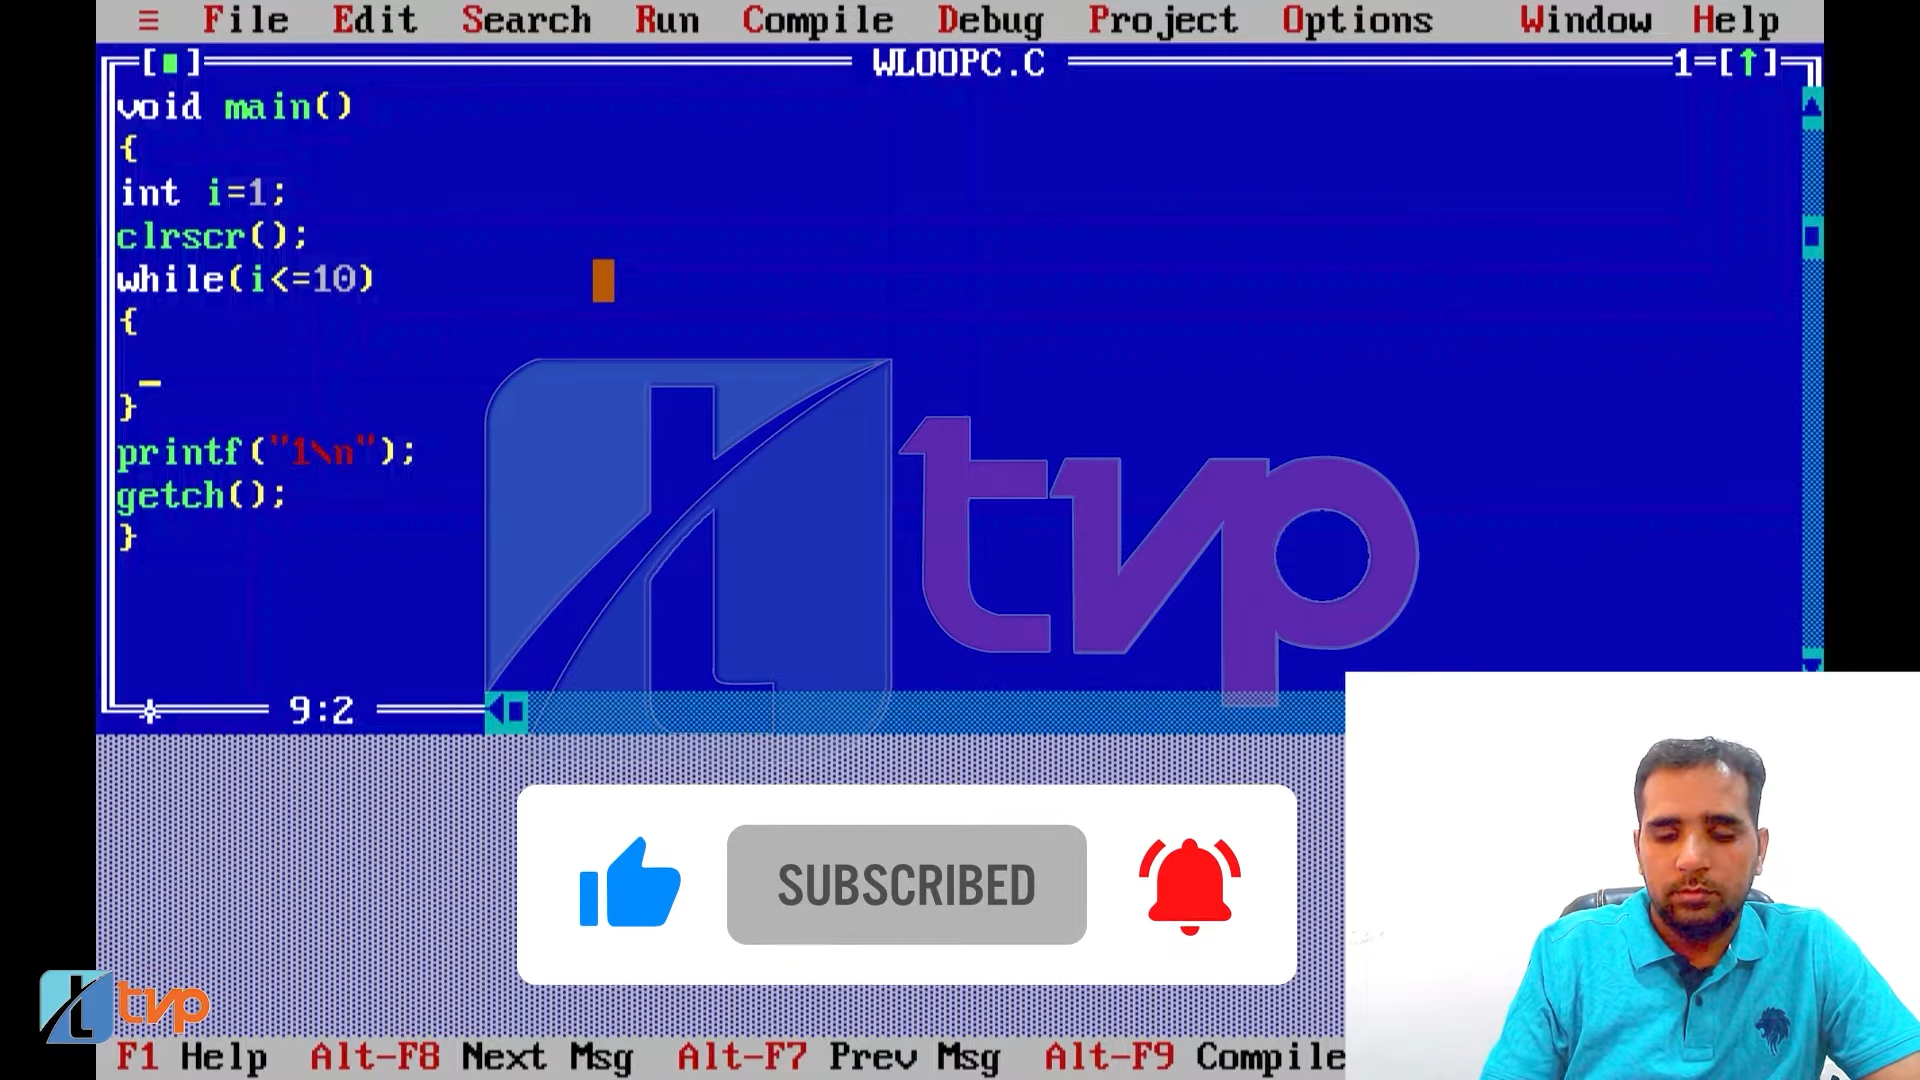 ≡ File Edit Search Run Compile Debug Project Options Window Help
[■] WLOOPC.C 1=[↑]
void main()
{
int i=1;
clrscr();
while(i<=10)
{
_
}
printf("1\n");
getch();
}
9:2
tvp
SUBSCRIBED
tvp
F1 Help Alt-F8 Next Msg Alt-F7 Prev Msg Alt-F9 Compile